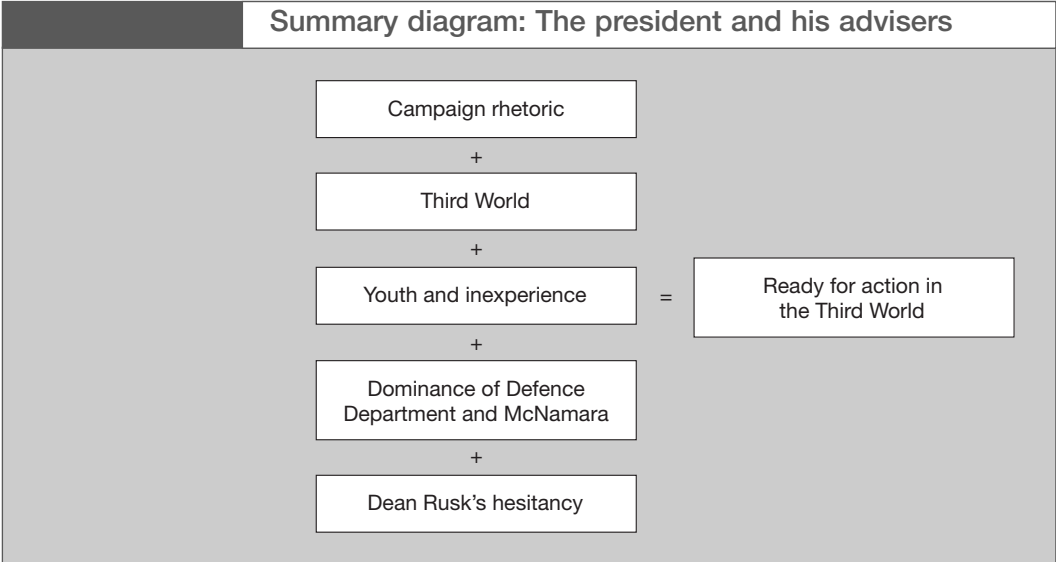 Summary diagram: The president and his advisers
Campaign rhetoric
+
Third World
+
Youth and inexperience = Ready for action in
the Third World
+
Dominance of Defence
Department and McNamara
+
Dean Rusk's hesitancy